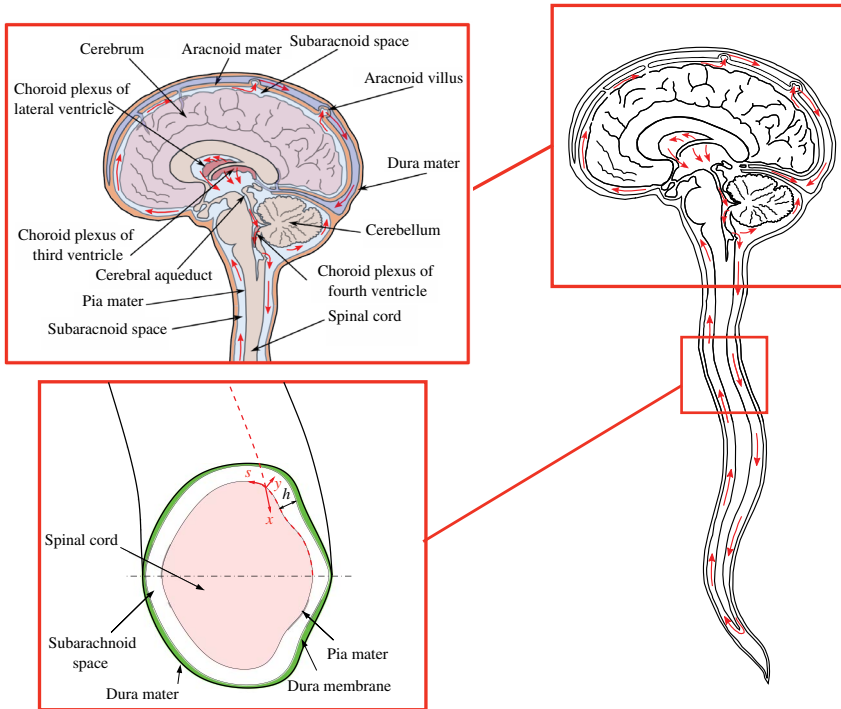 Cerebrum
Aracnoid mater
Subaracnoid space
Choroid plexus of
lateral ventricle
Aracnoid villus
Dura mater
Cerebellum
Choroid plexus of
third ventricle
Cerebral aqueduct
Choroid plexus of
fourth ventricle
Pia mater
Subaracnoid space
Spinal cord
s
y
h
x
Spinal cord
Subarachnoid
space
Pia mater
Dura mater
Dura membrane